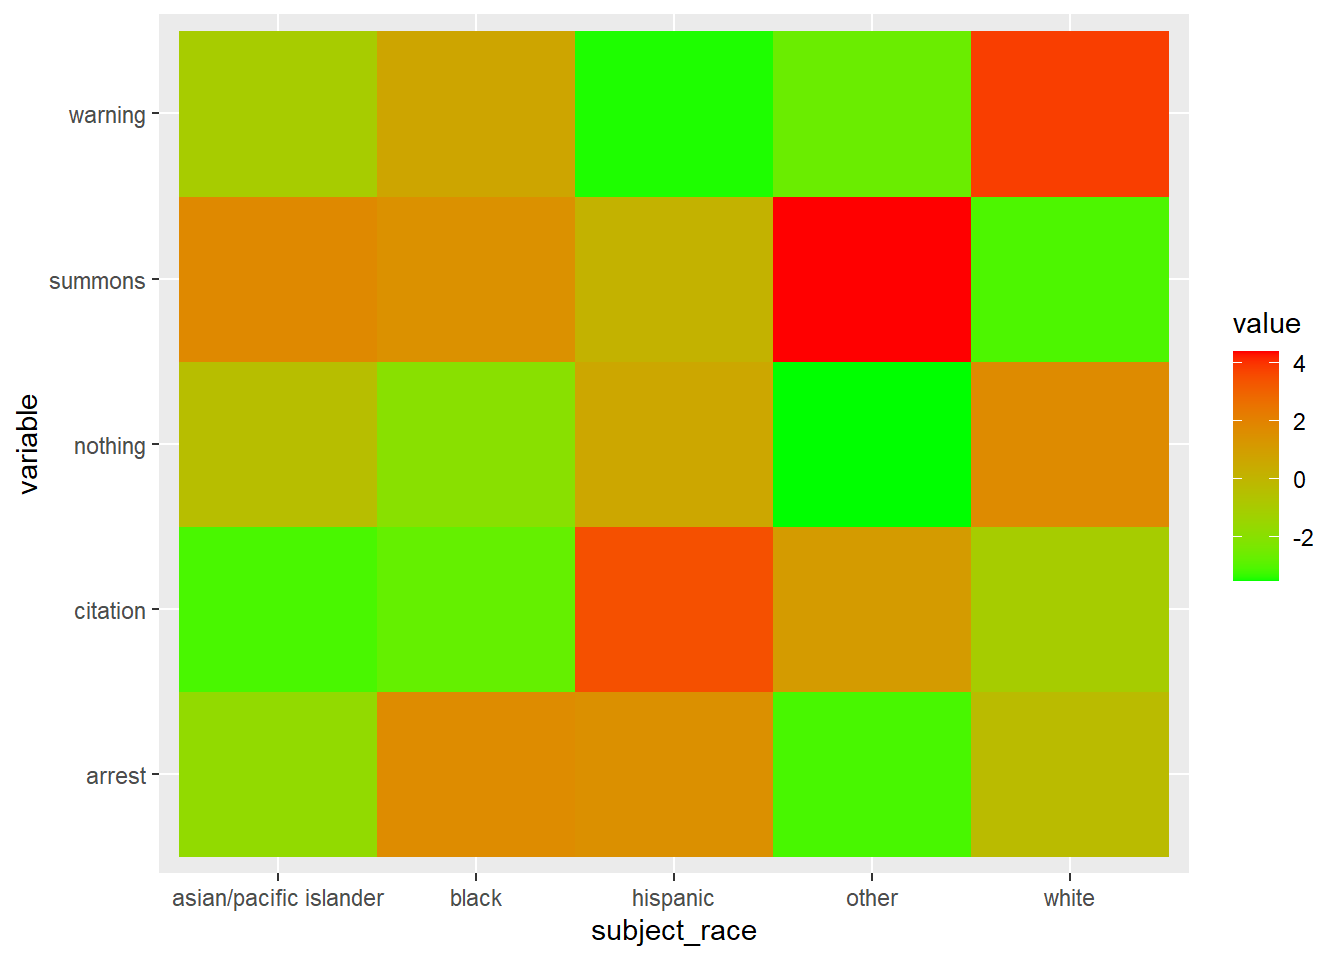 warning
summons
nothing
citation
arrest
variable
asian/pacific islander black hispanic other white
subject_race
value
4
2
0
-2